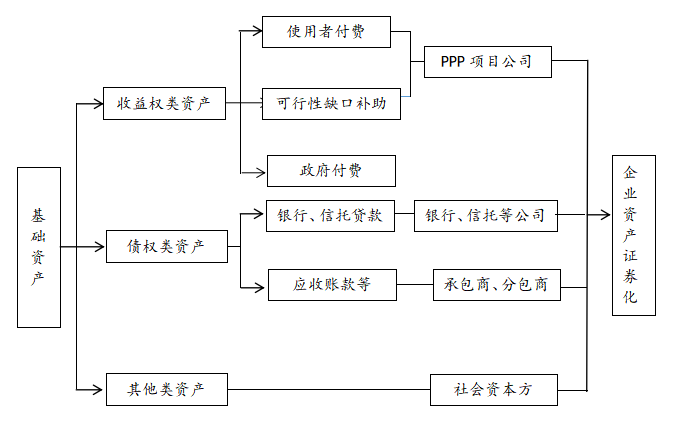 使用者付费
PPP 项目公司
收益权类资产
可行性缺口补助
政府付费
基础资产
债权类资产
银行、信托贷款
银行、信托等公司
企业资产证券化
应收账款等
承包商、分包商
其他类资产
社会资本方